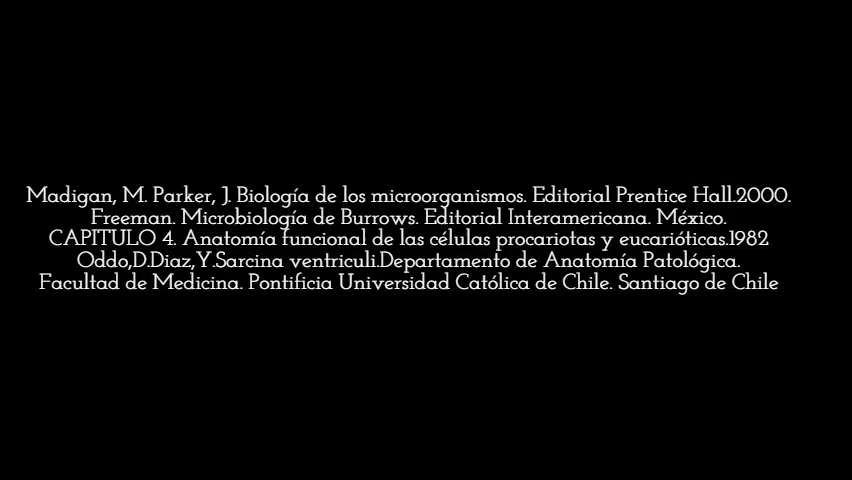 Madigan, M. Parker, J. Biología de los microorganismos. Editorial Prentice Hall.2000.
Freeman. Microbiología de Burrows. Editorial Interamericana. México.
CAPITULO 4. Anatomía funcional de las células procariotas y eucarióticas.1982
Oddo,D.Diaz,Y.Sarcina ventriculi.Departamento de Anatomía Patológica.
Facultad de Medicina. Pontificia Universidad Católica de Chile. Santiago de Chile